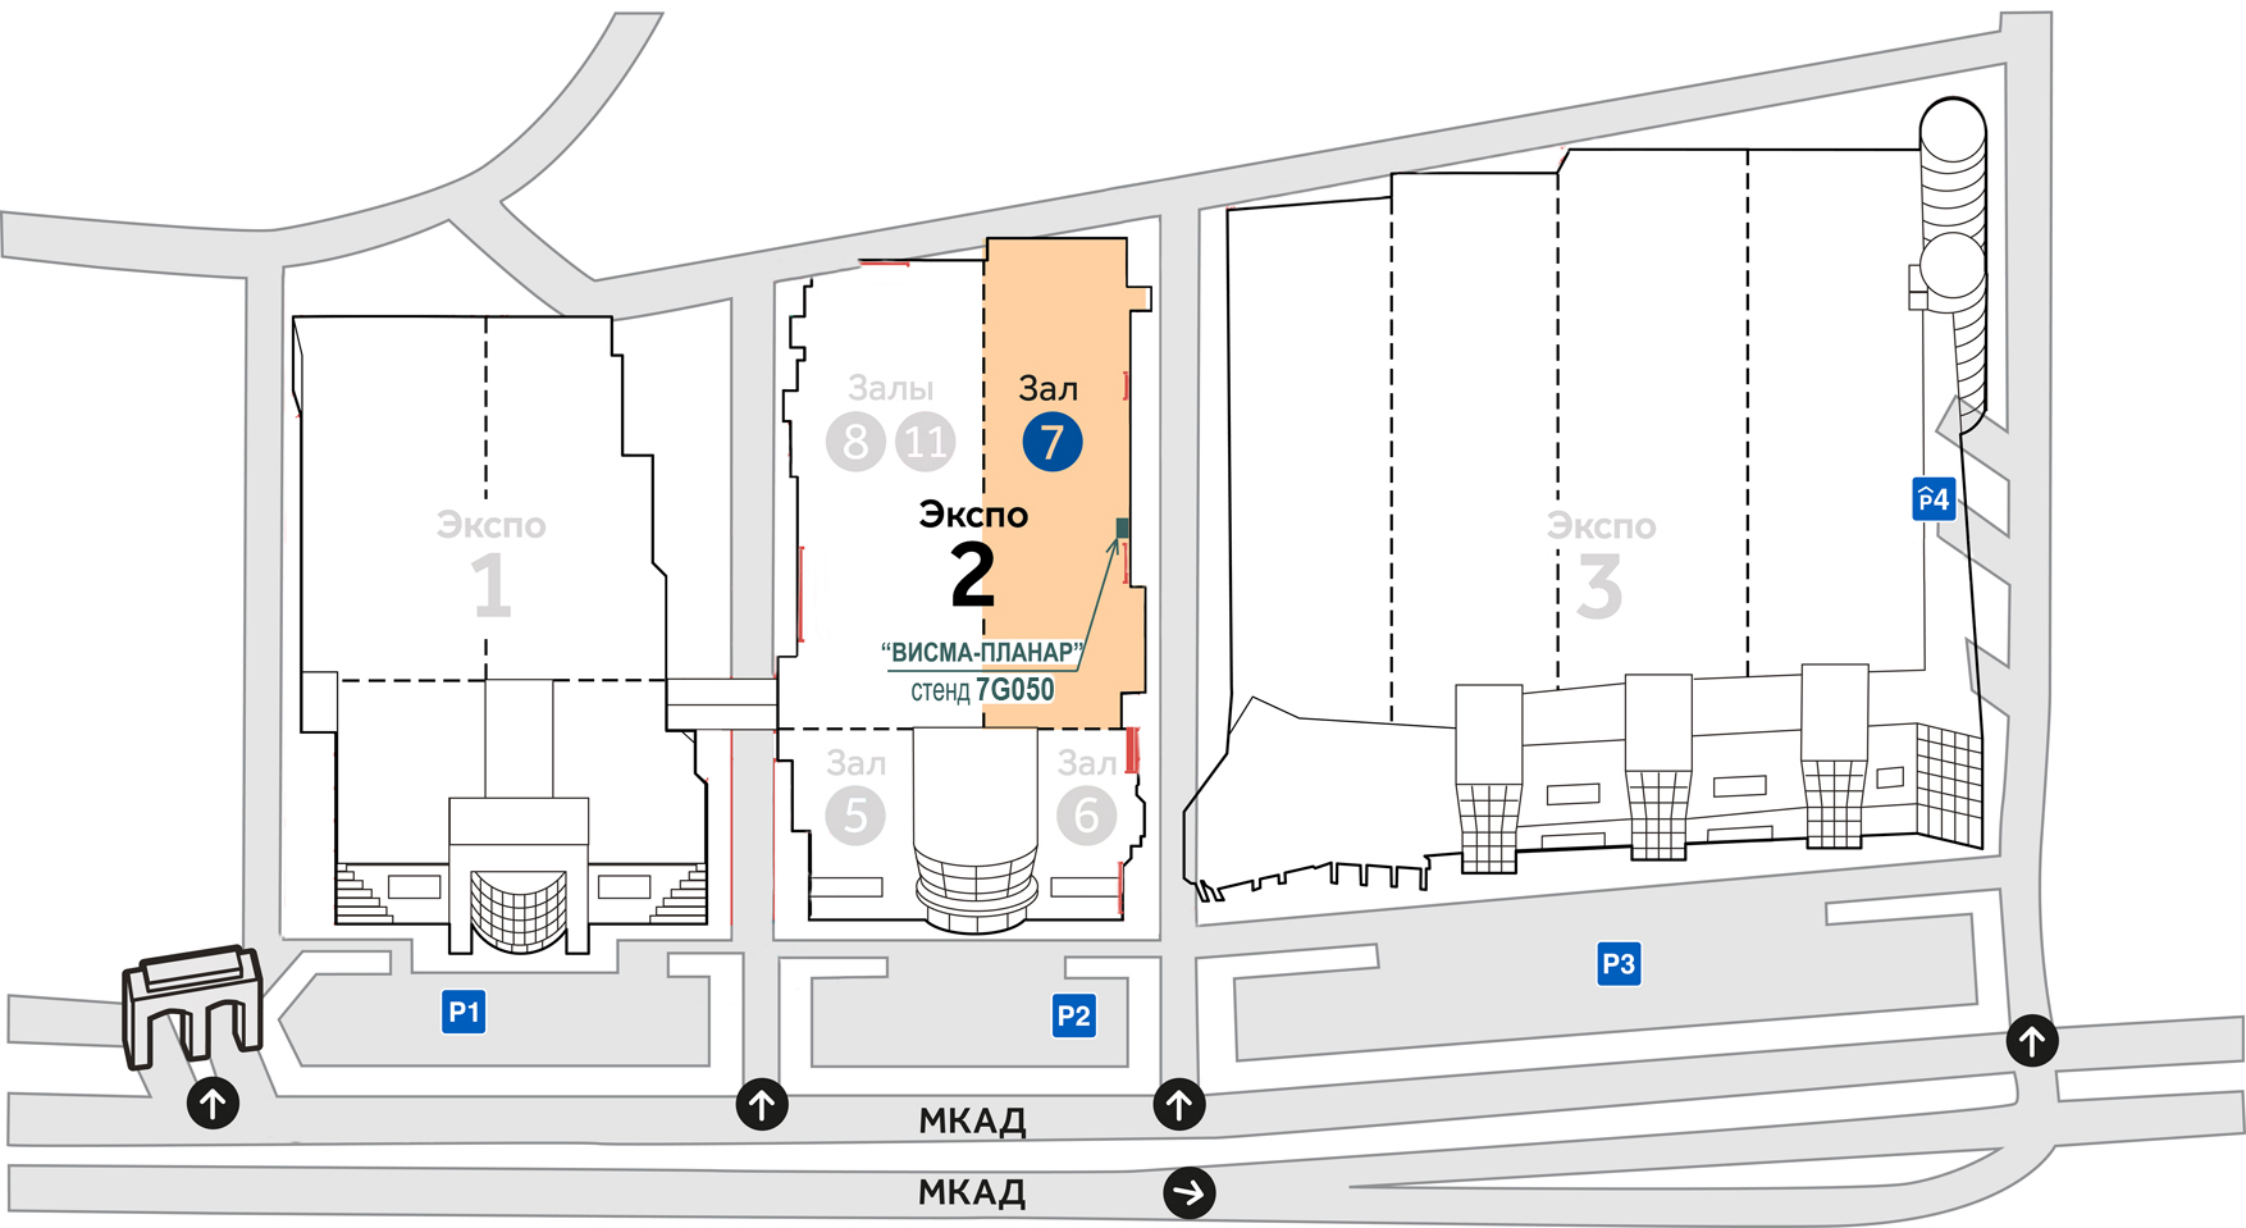 Залы
8 11
Зал
7
Экспо
1
Экспо
2
Экспо
3
P4
“ВИСМА-ПЛАНАР”
стенд 7G050
Зал
5
Зал
6
P1
P2
P3
МКАД
МКАД